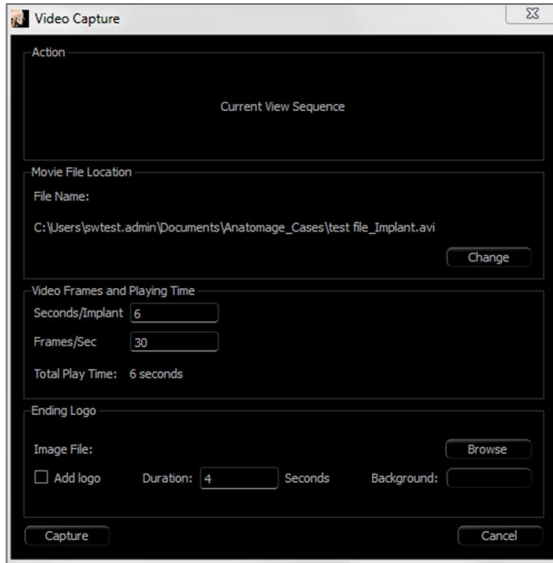 Video Capture
Action
Current View Sequence
Movie File Location
File Name:
C:\Users\swtest.admin\Documents\Anatomage_Cases\test file_Implant.avi
Change
Video Frames and Playing Time
Seconds/Implant 6
Frames/Sec 30
Total Play Time: 6 seconds
Ending Logo
Image File: Browse
Add logo Duration: 4 Seconds Background:
Capture Cancel